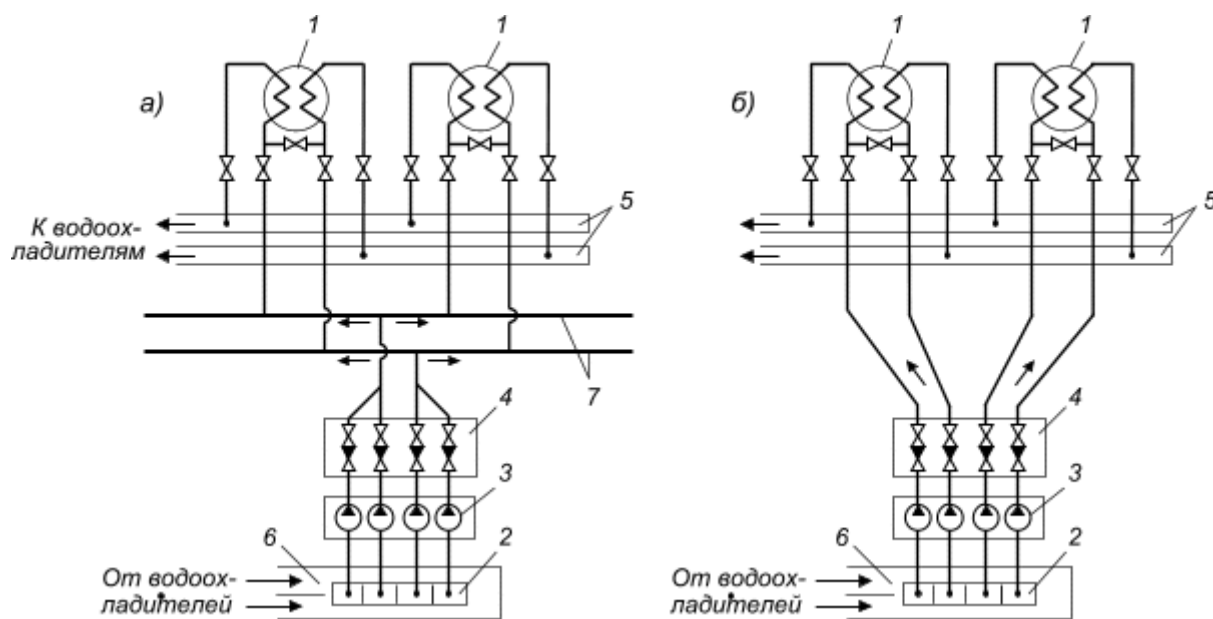 1 1 1 1
а) б)
К водоох-
ладителям
5 5
7
4 4
3 3
6 2 6 2
От водоох-
ладителей
От водоох-
ладителей